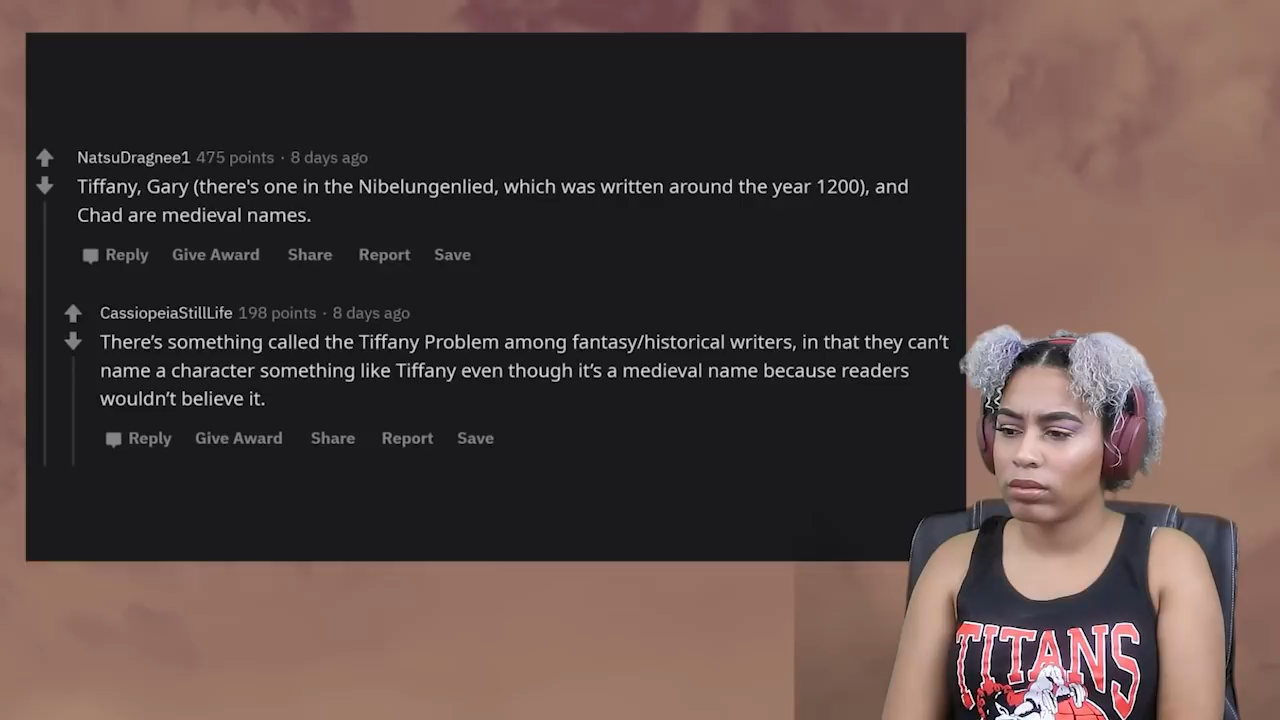 NatsuDragnee1 475 points · 8 days ago
Tiffany, Gary (there's one in the Nibelungenlied, which was written around the year 1200), and
Chad are medieval names.
Reply Give Award Share Report Save
CassiopeiaStillLife 198 points · 8 days ago
There’s something called the Tiffany Problem among fantasy/historical writers, in that they can’t
name a character something like Tiffany even though it’s a medieval name because readers
wouldn’t believe it.
Reply Give Award Share Report Save
TITANS